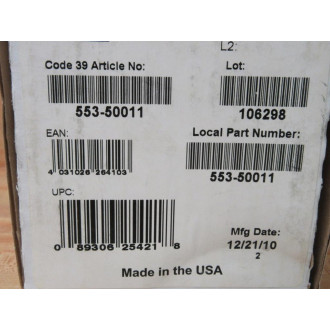 L2:
Code 39 Article No:
Lot:
553-50011
106298
EAN:
Local Part Number:
4 031026 264103
553-50011
UPC:
0 89306 25421 8
Mfg Date:
12/21/10
2
Made in the USA